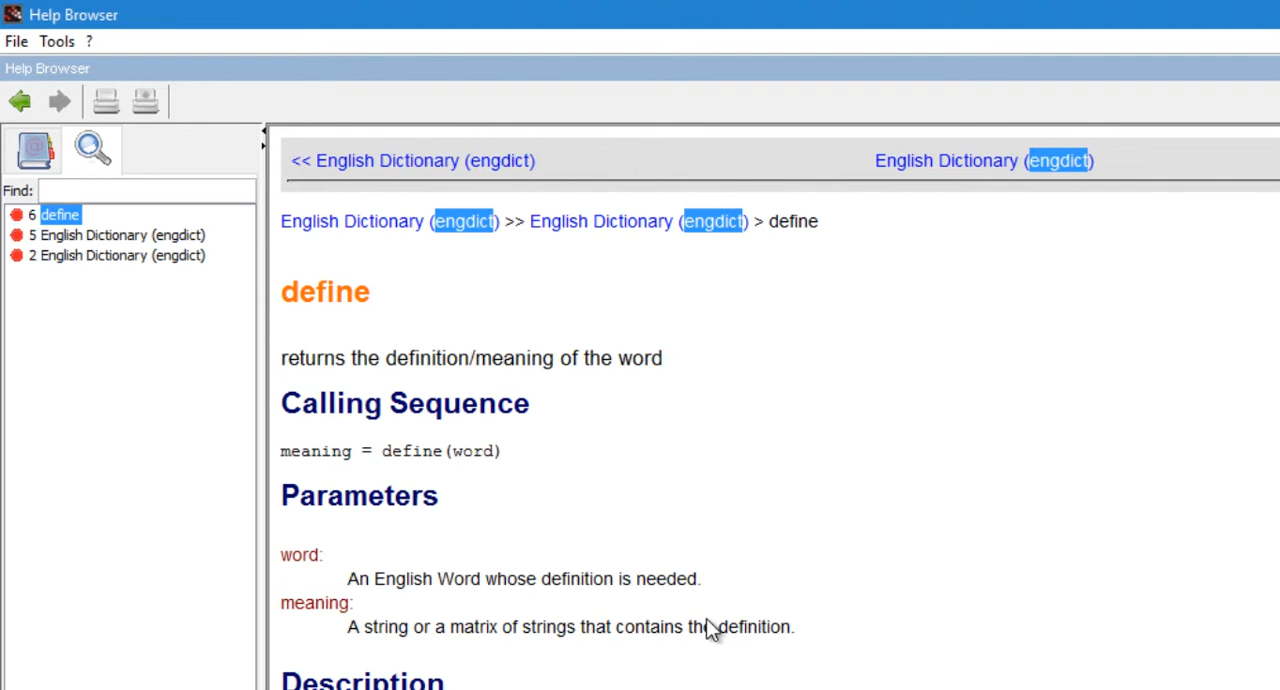 Help Browser
File Tools ?
Help Browser
Find:
6 define
5 English Dictionary (engdict)
2 English Dictionary (engdict)
<< English Dictionary (engdict)
English Dictionary (engdict)
English Dictionary (engdict) >> English Dictionary (engdict) > define
define
returns the definition/meaning of the word
Calling Sequence
meaning = define(word)
Parameters
word:
An English Word whose definition is needed.
meaning:
A string or a matrix of strings that contains the definition.
Description